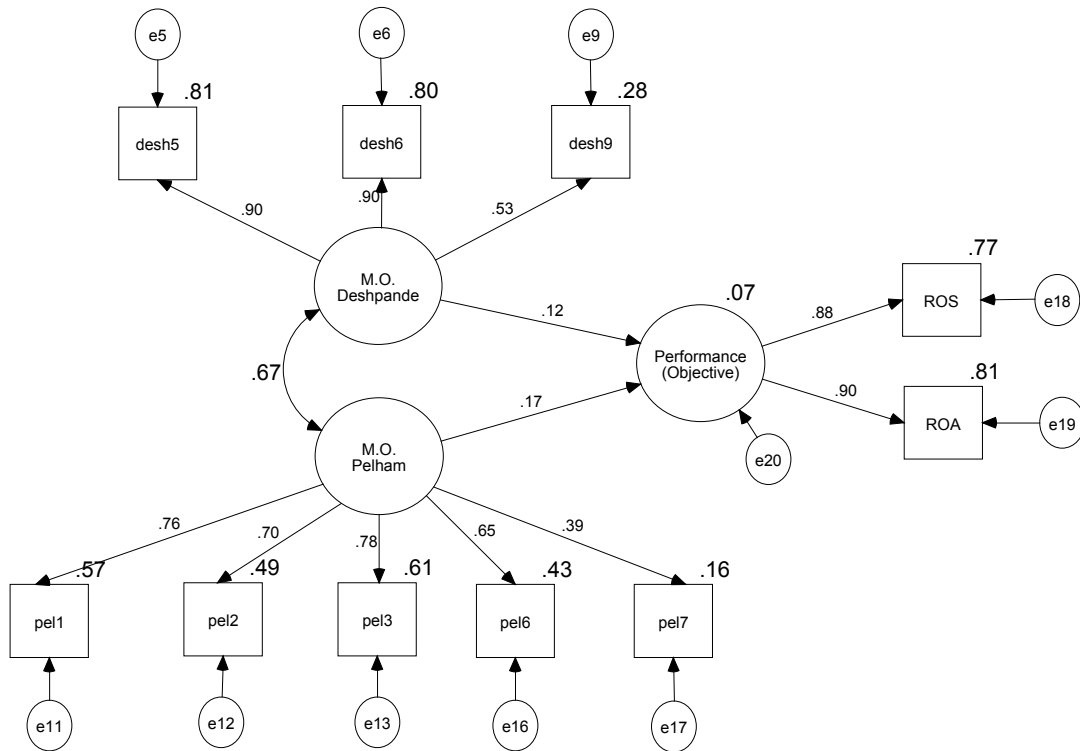 e5
e6
e9
.81
.80
.28
desh5
desh6
desh9
.90
.90
.53
M.O.
Deshpande
.12
.07
.77
ROS
e18
.88
Performance
(Objective)
.67
.17
.90
.81
ROA
e19
e20
M.O.
Pelham
.76
.70
.78
.65
.39
.57
.49
.61
.43
.16
pel1
pel2
pel3
pel6
pel7
e11
e12
e13
e16
e17